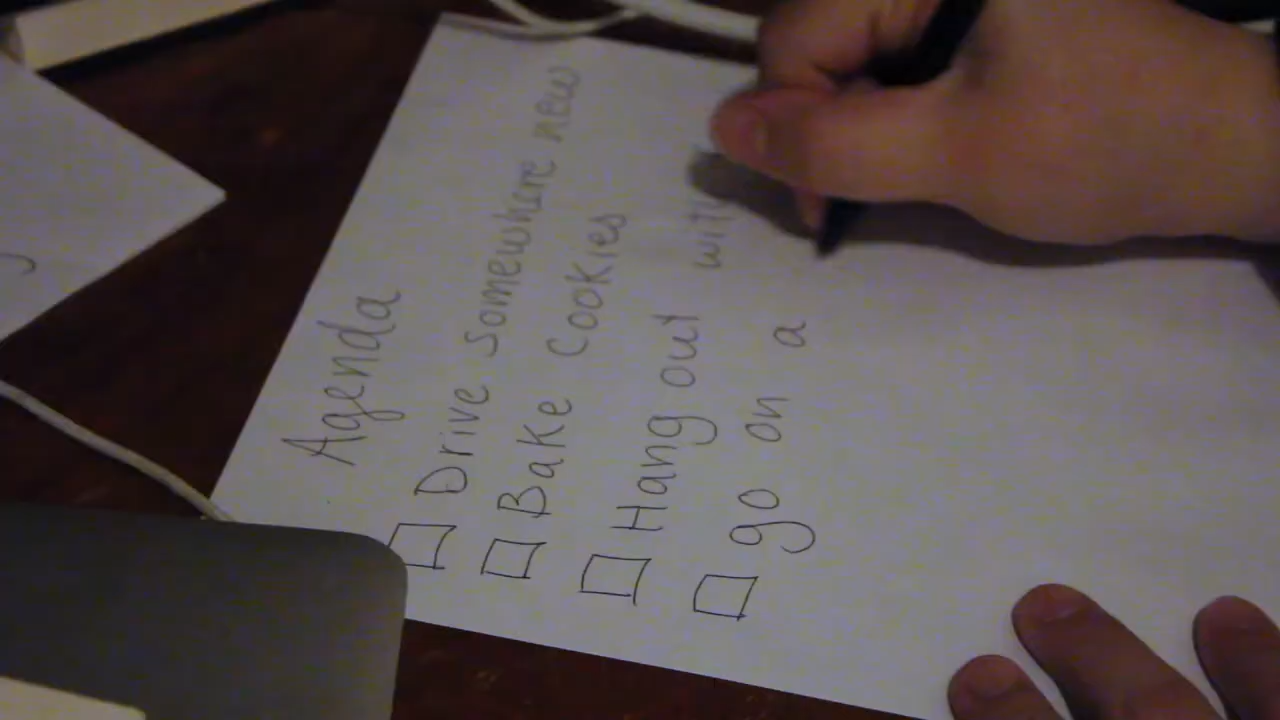 Agenda
Drive somewhere new
Bake Cookies
Hang out with
go on a